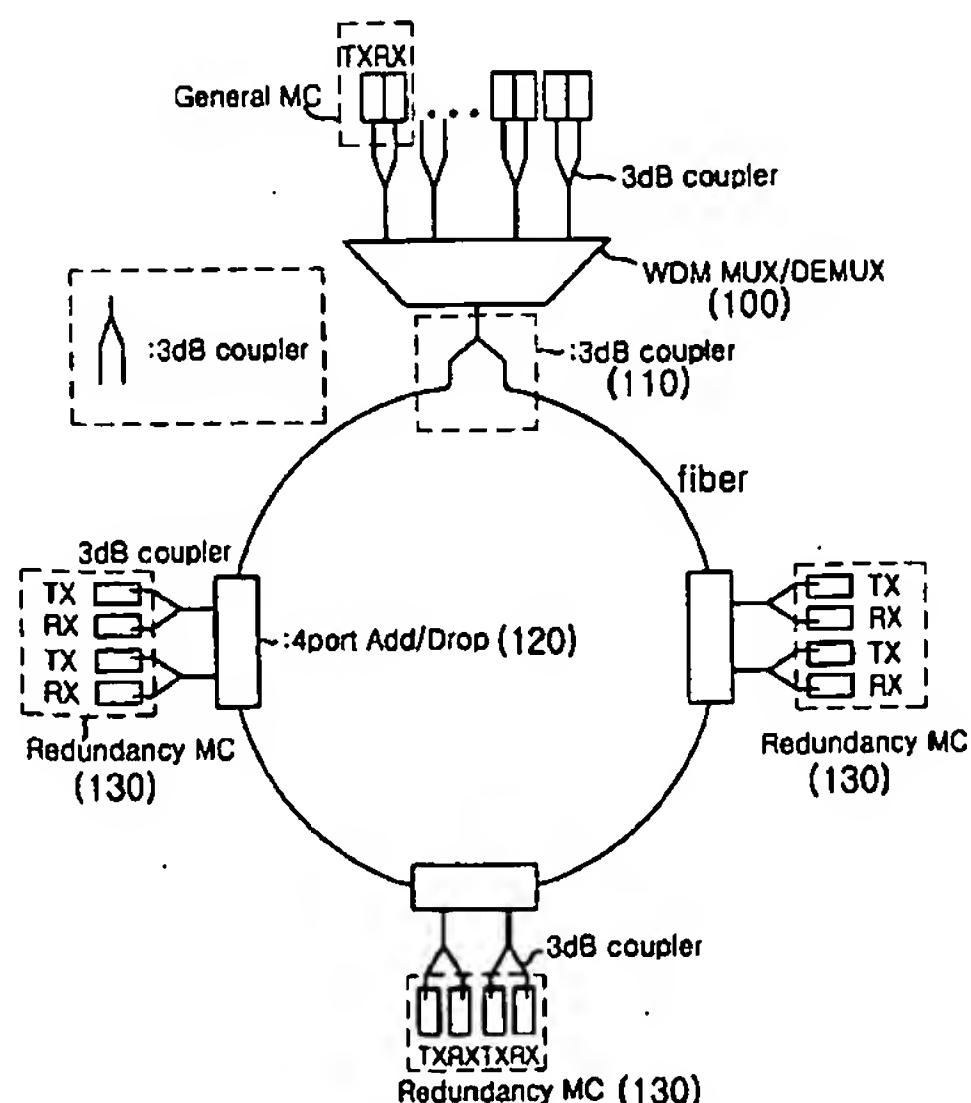 TXRX
General MC
3dB coupler
WDM MUX/DEMUX
(100)
:3dB coupler
:3dB coupler
(110)
fiber
3dB coupler
TX
RX
TX
RX
:4port Add/Drop (120)
TX
RX
TX
RX
Redundancy MC
(130)
Redundancy MC
(130)
3dB coupler
TXRXTXRX
Redundancy MC (130)